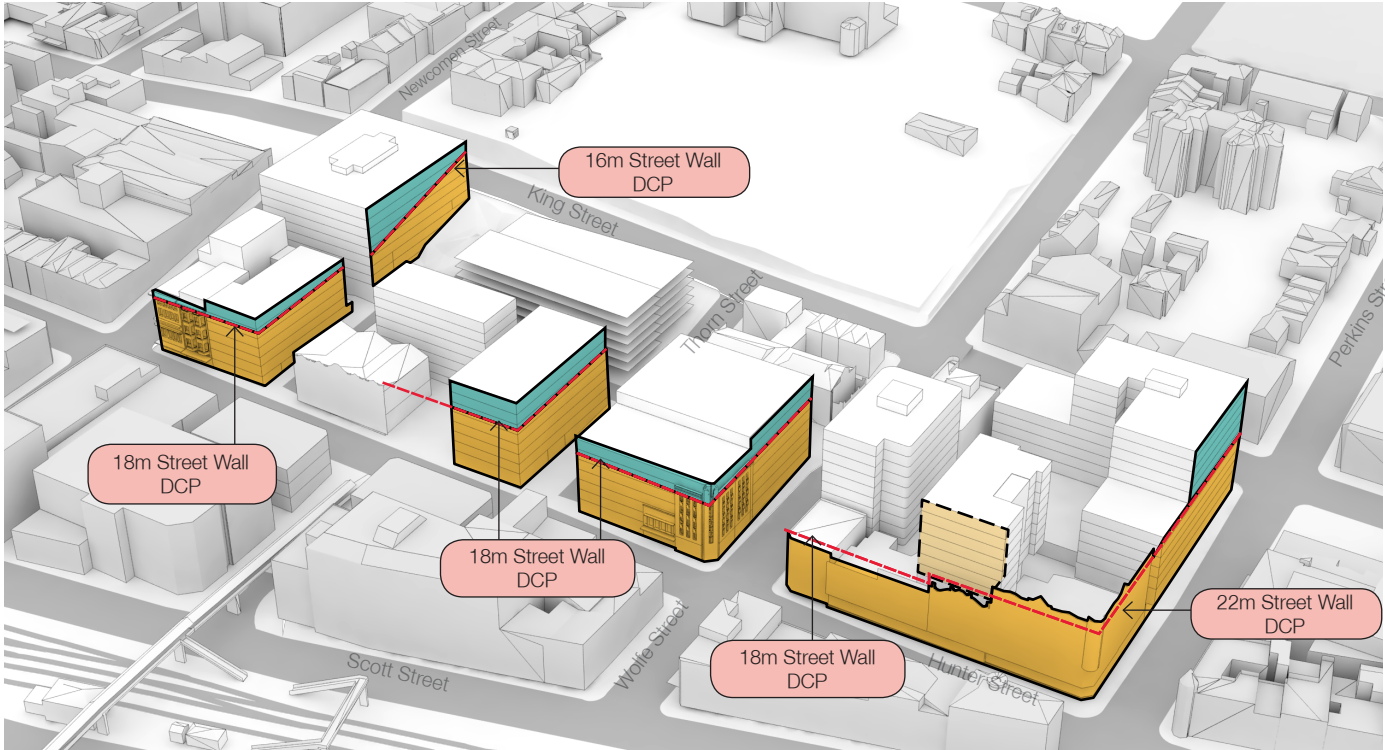 Newcomen Street
16m Street Wall
DCP
King Street
Thorn Street
Perkins Str
18m Street Wall
DCP
18m Street Wall
DCP
22m Street Wall
DCP
18m Street Wall
DCP
Wolfe Street
Scott Street
Hunter Street